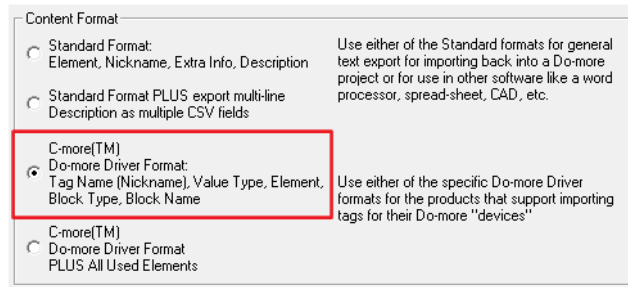 Content Format
Standard Format:
Element, Nickname, Extra Info, Description
Standard Format PLUS export multi-line
Description as multiple CSV fields
Use either of the Standard formats for general
text export for importing back into a Do-more
project or for use in other software like a word
processor, spread-sheet, CAD, etc.
C-more(TM)
Do-more Driver Format:
Tag Name (Nickname), Value Type, Element,
Block Type, Block Name
C-more(TM)
Do-more Driver Format
PLUS All Used Elements
Use either of the specific Do-more Driver
formats for the products that support importing
tags for their Do-more "devices"